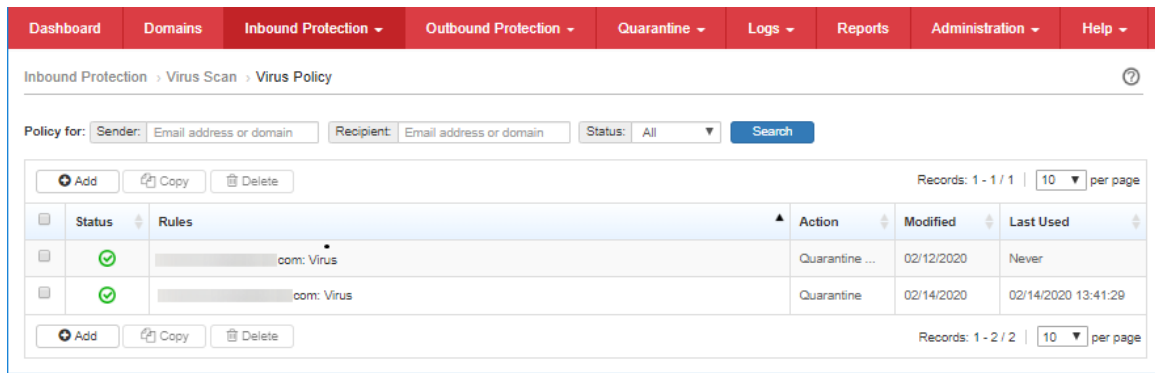 Dashboard Domains Inbound Protection Outbound Protection Quarantine Logs Reports Administration Help
Inbound Protection › Virus Scan › Virus Policy
Policy for: Sender: Email address or domain Recipient: Email address or domain Status: All Search
Add Copy Delete Records: 1 - 1 / 1 | 10 per page
Status Rules Action Modified Last Used
com: Virus Quarantine ... 02/12/2020 Never
com: Virus Quarantine 02/14/2020 02/14/2020 13:41:29
Add Copy Delete Records: 1 - 2 / 2 | 10 per page